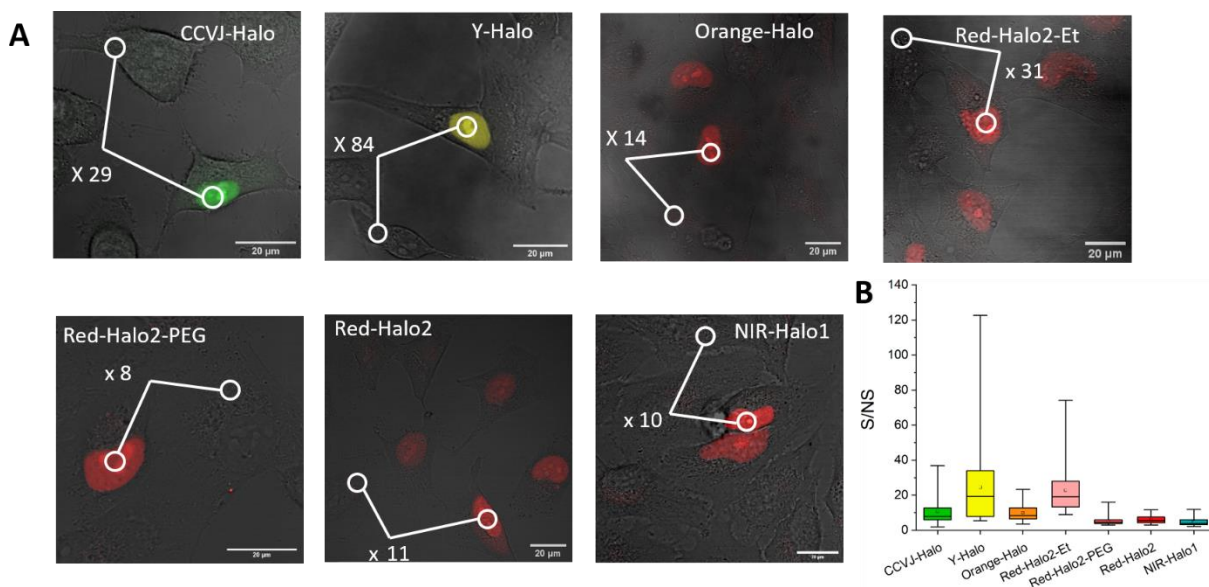 A
CCVJ-Halo
X 29
20 µm
Y-Halo
X 84
20 µm
Orange-Halo
X 14
20 µm
Red-Halo2-Et
x 31
20 µm
Red-Halo2-PEG
x 8
20 µm
Red-Halo2
x 11
20 µm
NIR-Halo1
x 10
B
S/NS
140
120
100
80
60
40
20
0
CCVJ-Halo
Y-Halo
Orange-Halo
Red-Halo2-Et
Red-Halo2-PEG
Red-Halo2
NIR-Halo1